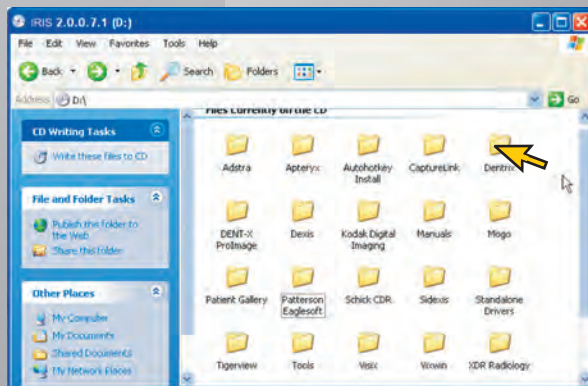 IRIS 2.0.0.7.1 (D:)
File Edit View Favorites Tools Help
Back Search Folders
Address D:\ Go
Files Currently on the CD
CD Writing Tasks
Write these files to CD
File and Folder Tasks
Publish this folder to
the Web
Share this folder
Other Places
My Computer
My Documents
Shared Documents
My Network Places
Adstra Apteryx Autohotkey Install CaptureLink Dentrix
DENT-X ProImage Dexis Kodak Digital Imaging Manuals Mogo
Patient Gallery Patterson Eaglesoft Schick CDR Sidexis Standalone Drivers
Tigerview Tools Visix Vixwin XDR Radiology